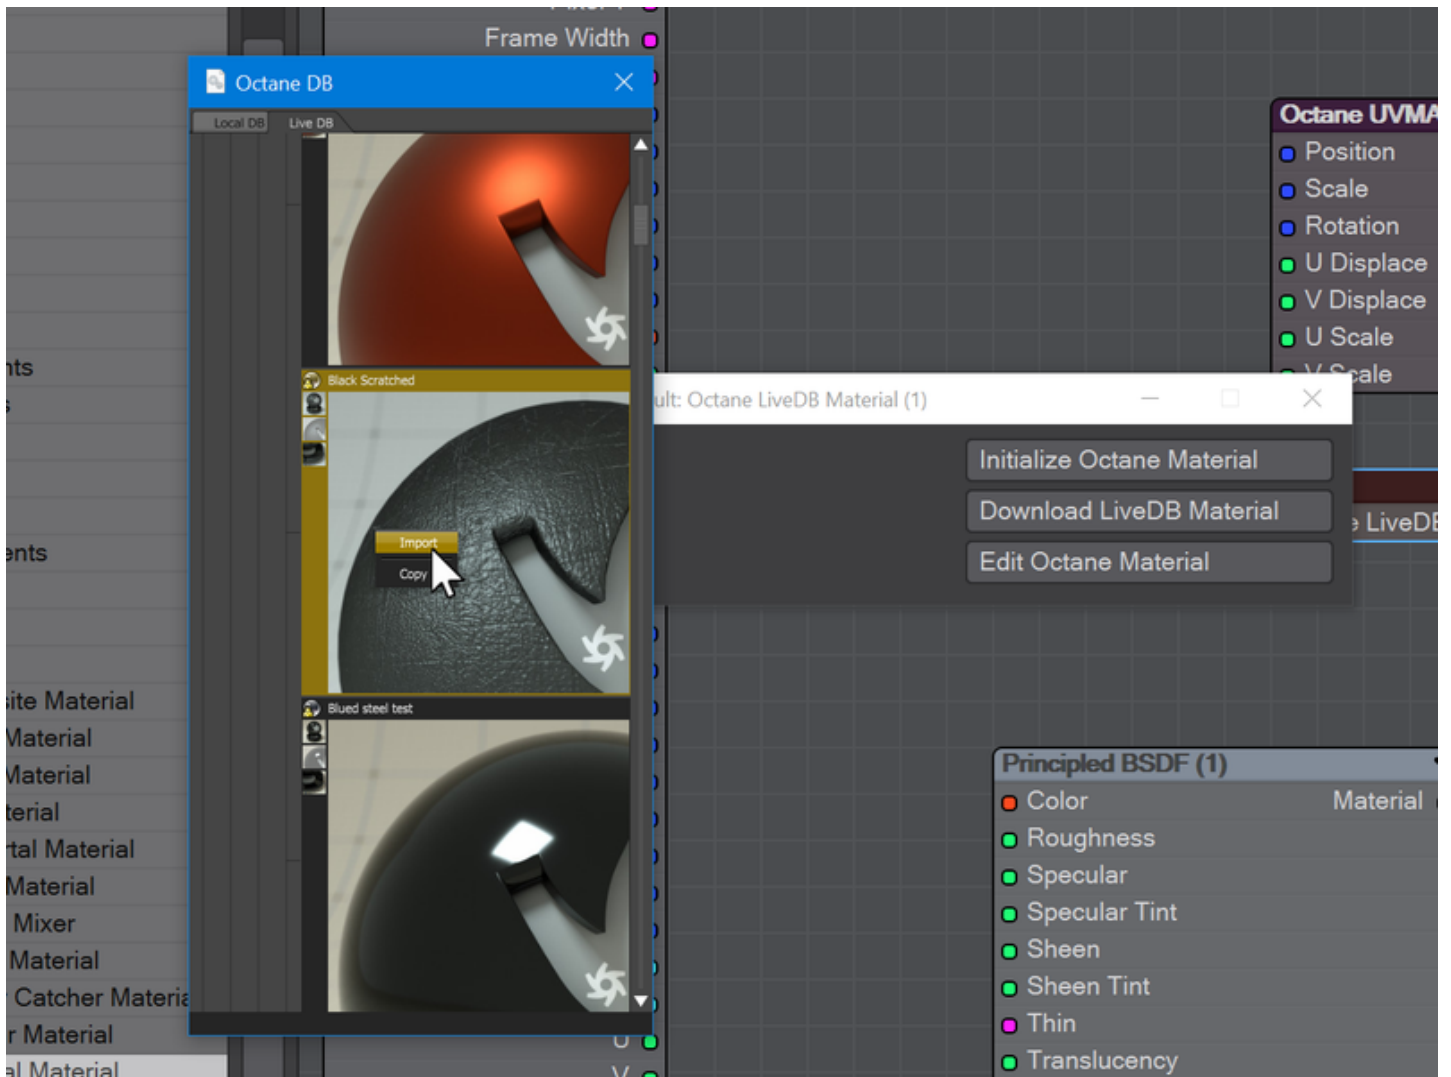 Frame Width
Octane DB
Local DB
Live DB
Octane UVMA
Position
Scale
Rotation
U Displace
V Displace
U Scale
V Scale
nts
Black Scratched
ult: Octane LiveDB Material (1)
Initialize Octane Material
Download LiveDB Material
Edit Octane Material
e LiveDB
Import
Copy
ents
site Material
Material
Material
terial
rtal Material
Material
Mixer
Material
Catcher Materia
r Material
al Material
Blued steel test
Principled BSDF (1)
Color
Material
Roughness
Specular
Specular Tint
Sheen
Sheen Tint
Thin
Translucency
U
V